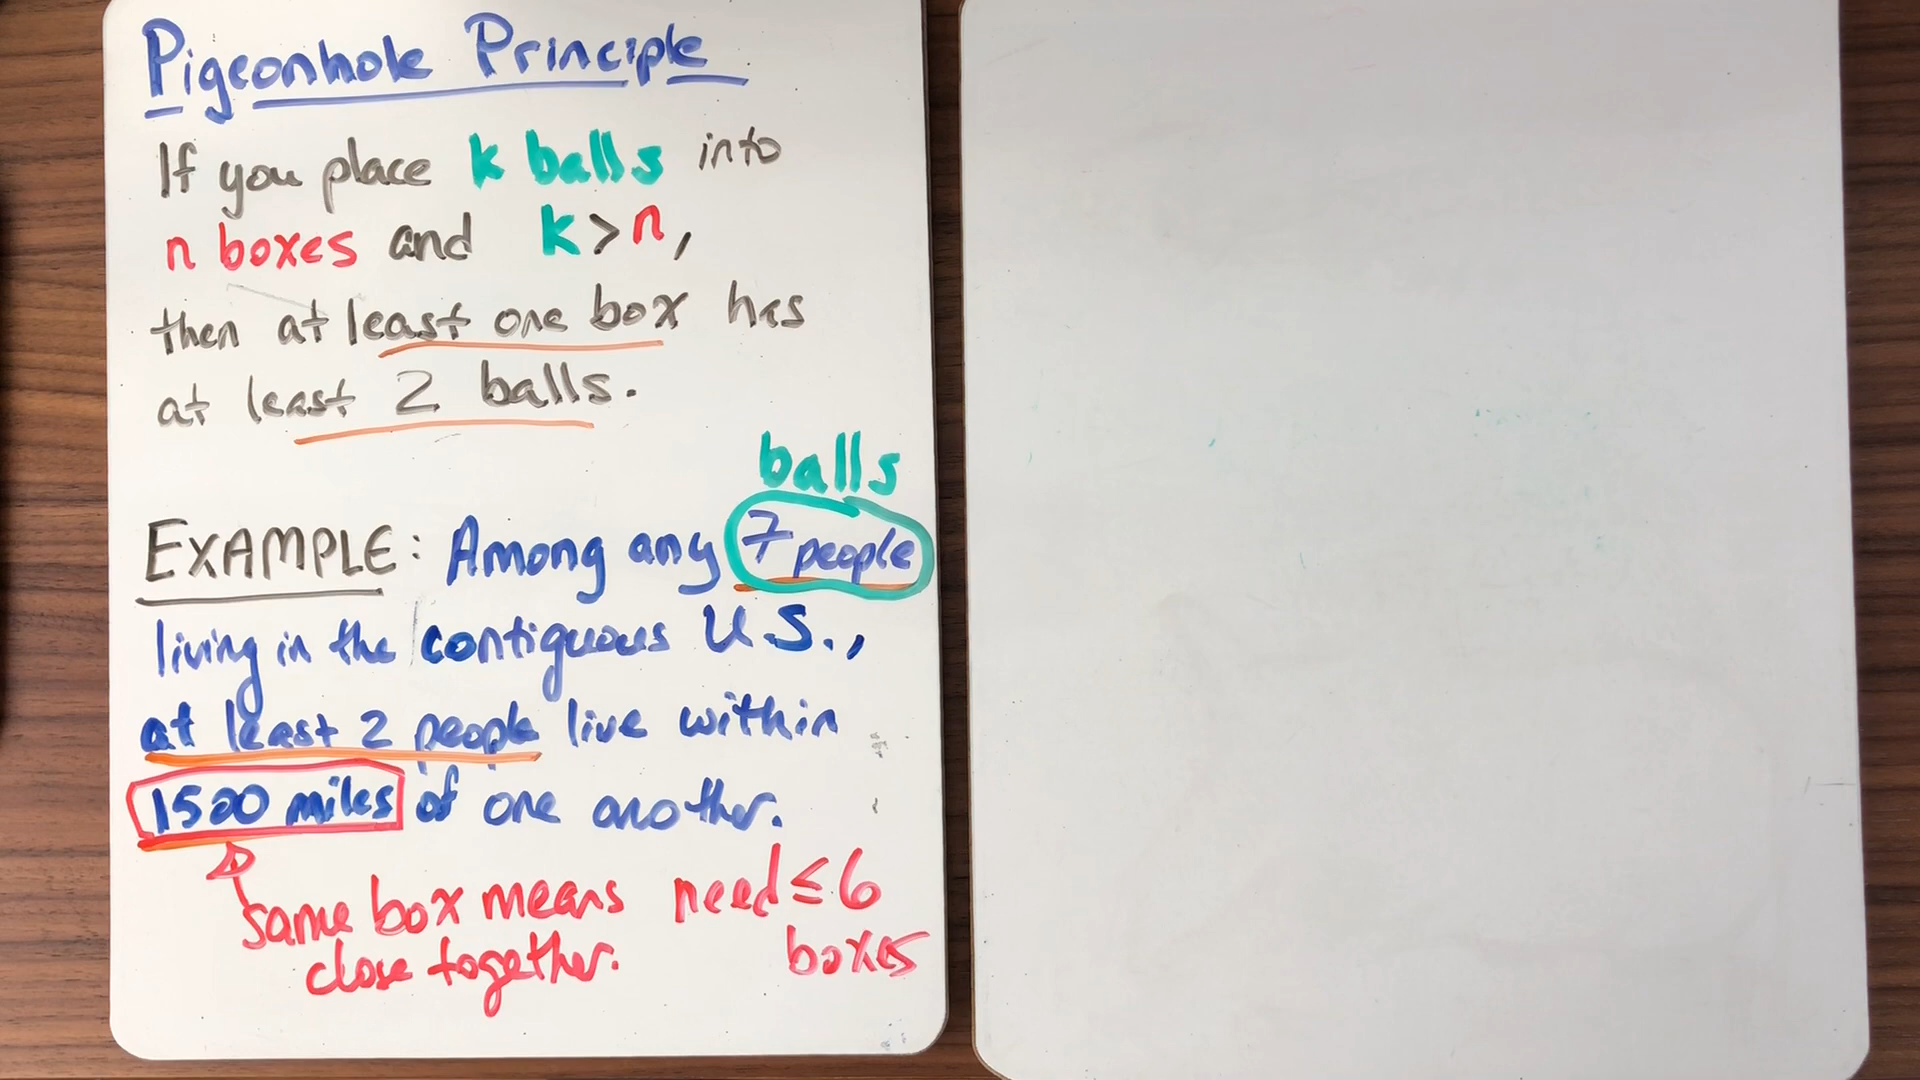 Pigeonhole Principle
If you place k balls into
n boxes and k>n,
then at least one box has
at least 2 balls.
balls
EXAMPLE: Among any 7 people
living in the contiguous U.S.,
at least 2 people live within
1500 miles of one another.
same box means need ≤ 6
close together. boxes